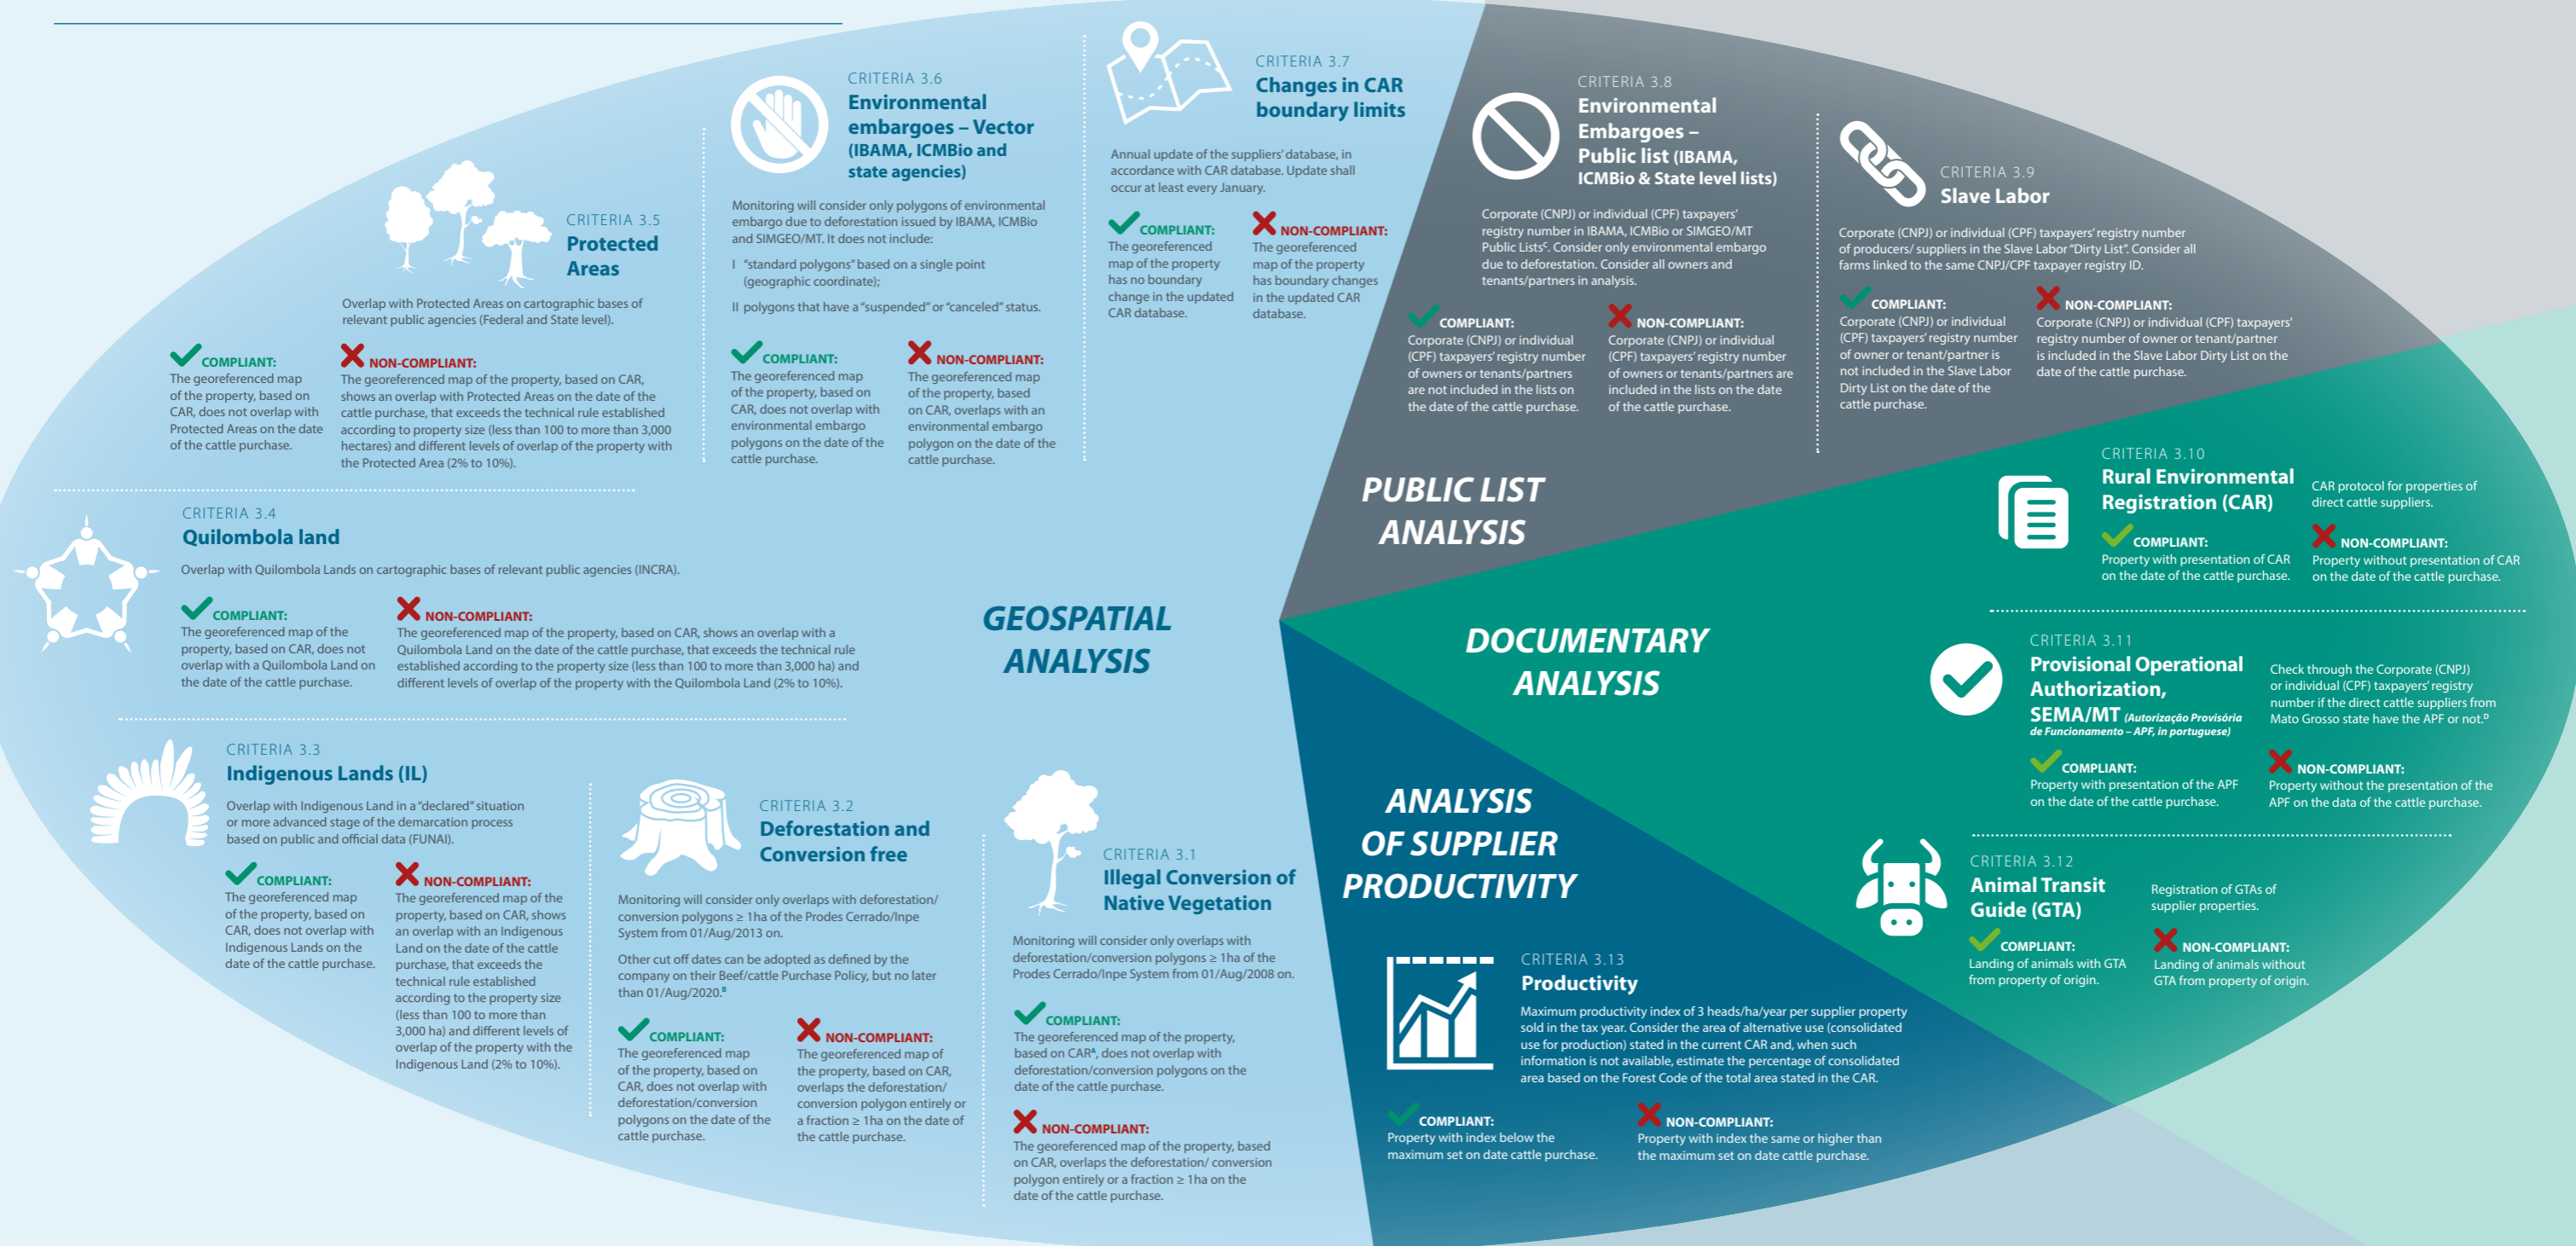 CRITERIA 3.7
Changes in CAR
boundary limits
Annual update of the suppliers' database, in
accordance with CAR database. Update shall
occur at least every January.
COMPLIANT:
The georeferenced
map of the property
has no boundary
change in the updated
CAR database.
NON-COMPLIANT:
The georeferenced
map of the property
has boundary changes
in the updated CAR
database.
CRITERIA 3.6
Environmental
embargoes – Vector
(IBAMA, ICMBio and
state agencies)
Monitoring will consider only polygons of environmental
embargo due to deforestation issued by IBAMA, ICMBio
and SIMGEO/MT. It does not include:
I "standard polygons" based on a single point
(geographic coordinate);
II polygons that have a "suspended" or "canceled" status.
COMPLIANT:
The georeferenced map
of the property, based on
CAR, does not overlap with
environmental embargo
polygons on the date of the
cattle purchase.
NON-COMPLIANT:
The georeferenced map
of the property, based
on CAR, overlaps with an
environmental embargo
polygon on the date of the
cattle purchase.
CRITERIA 3.5
Protected
Areas
Overlap with Protected Areas on cartographic bases of
relevant public agencies (Federal and State level).
COMPLIANT:
The georeferenced map
of the property, based on
CAR, does not overlap with
Protected Areas on the date
of the cattle purchase.
NON-COMPLIANT:
The georeferenced map of the property, based on CAR,
shows an overlap with Protected Areas on the date of the
cattle purchase, that exceeds the technical rule established
according to property size (less than 100 to more than 3,000
hectares) and different levels of overlap of the property with
the Protected Area (2% to 10%).
CRITERIA 3.4
Quilombola land
Overlap with Quilombola Lands on cartographic bases of relevant public agencies (INCRA).
COMPLIANT:
The georeferenced map of the
property, based on CAR, does not
overlap with a Quilombola Land on
the date of the cattle purchase.
NON-COMPLIANT:
The georeferenced map of the property, based on CAR, shows an overlap with a
Quilombola Land on the date of the cattle purchase, that exceeds the technical rule
established according to the property size (less than 100 to more than 3,000 ha) and
different levels of overlap of the property with the Quilombola Land (2% to 10%).
GEOSPATIAL
ANALYSIS
CRITERIA 3.3
Indigenous Lands (IL)
Overlap with Indigenous Land in a "declared" situation
or more advanced stage of the demarcation process
based on public and official data (FUNAI).
COMPLIANT:
The georeferenced map
of the property, based on
CAR, does not overlap with
Indigenous Lands on the
date of the cattle purchase.
NON-COMPLIANT:
The georeferenced map of the
property, based on CAR, shows
an overlap with an Indigenous
Land on the date of the cattle
purchase, that exceeds the
technical rule established
according to the property size
(less than 100 to more than
3,000 ha) and different levels of
overlap of the property with the
Indigenous Land (2% to 10%).
CRITERIA 3.2
Deforestation and
Conversion free
Monitoring will consider only overlaps with deforestation/
conversion polygons ≥ 1ha of the Prodes Cerrado/Inpe
System from 01/Aug/2013 on.
Other cut off dates can be adopted as defined by the
company on their Beef/cattle Purchase Policy, but no later
than 01/Aug/2020.B
COMPLIANT:
The georeferenced map
of the property, based on
CAR, does not overlap with
deforestation/conversion
polygons on the date of the
cattle purchase.
NON-COMPLIANT:
The georeferenced map of
the property, based on CAR,
overlaps the deforestation/
conversion polygon entirely or
a fraction ≥ 1ha on the date of
the cattle purchase.
CRITERIA 3.1
Illegal Conversion of
Native Vegetation
Monitoring will consider only overlaps with
deforestation/conversion polygons ≥ 1ha of the
Prodes Cerrado/Inpe System from 01/Aug/2008 on.
COMPLIANT:
The georeferenced map of the property,
based on CARA, does not overlap with
deforestation/conversion polygons on the
date of the cattle purchase.
NON-COMPLIANT:
The georeferenced map of the property, based
on CAR, overlaps the deforestation/ conversion
polygon entirely or a fraction ≥ 1ha on the
date of the cattle purchase.
CRITERIA 3.8
Environmental
Embargoes –
Public list (IBAMA,
ICMBio & State level lists)
Corporate (CNPJ) or individual (CPF) taxpayers'
registry number in IBAMA, ICMBio or SIMGEO/MT
Public ListsC. Consider only environmental embargo
due to deforestation. Consider all owners and
tenants/partners in analysis.
COMPLIANT:
Corporate (CNPJ) or individual
(CPF) taxpayers' registry number
of owners or tenants/partners
are not included in the lists on
the date of the cattle purchase.
NON-COMPLIANT:
Corporate (CNPJ) or individual
(CPF) taxpayers' registry number
of owners or tenants/partners are
included in the lists on the date
of the cattle purchase.
CRITERIA 3.9
Slave Labor
Corporate (CNPJ) or individual (CPF) taxpayers' registry number
of producers/ suppliers in the Slave Labor "Dirty List". Consider all
farms linked to the same CNPJ/CPF taxpayer registry ID.
COMPLIANT:
Corporate (CNPJ) or individual
(CPF) taxpayers' registry number
of owner or tenant/partner is
not included in the Slave Labor
Dirty List on the date of the
cattle purchase.
NON-COMPLIANT:
Corporate (CNPJ) or individual (CPF) taxpayers'
registry number of owner or tenant/partner
is included in the Slave Labor Dirty List on the
date of the cattle purchase.
PUBLIC LIST
ANALYSIS
CRITERIA 3.10
Rural Environmental
Registration (CAR)
CAR protocol for properties of
direct cattle suppliers.
COMPLIANT:
Property with presentation of CAR
on the date of the cattle purchase.
NON-COMPLIANT:
Property without presentation of CAR
on the date of the cattle purchase.
DOCUMENTARY
ANALYSIS
CRITERIA 3.11
Provisional Operational
Authorization,
SEMA/MT (Autorização Provisória
de Funcionamento – APF, in portuguese)
Check through the Corporate (CNPJ)
or individual (CPF) taxpayers' registry
number if the direct cattle suppliers from
Mato Grosso state have the APF or not.D
COMPLIANT:
Property with presentation of the APF
on the date of the cattle purchase.
NON-COMPLIANT:
Property without the presentation of the
APF on the data of the cattle purchase.
CRITERIA 3.12
Animal Transit
Guide (GTA)
Registration of GTAs of
supplier properties.
COMPLIANT:
Landing of animals with GTA
from property of origin.
NON-COMPLIANT:
Landing of animals without
GTA from property of origin.
ANALYSIS
OF SUPPLIER
PRODUCTIVITY
CRITERIA 3.13
Productivity
Maximum productivity index of 3 heads/ha/year per supplier property
sold in the tax year. Consider the area of alternative use (consolidated
use for production) stated in the current CAR and, when such
information is not available, estimate the percentage of consolidated
area based on the Forest Code of the total area stated in the CAR.
COMPLIANT:
Property with index below the
maximum set on date cattle purchase.
NON-COMPLIANT:
Property with index the same or higher than
the maximum set on date cattle purchase.